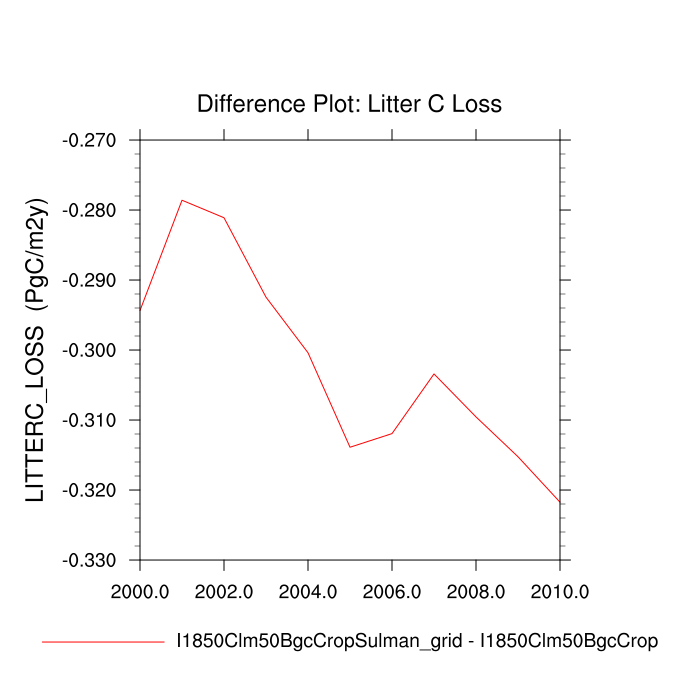 Difference Plot: Litter C Loss
-0.270
-0.280
-0.290
-0.300
-0.310
-0.320
-0.330
LITTERC_LOSS (PgC/m2y)
2000.0 2002.0 2004.0 2006.0 2008.0 2010.0
I1850Clm50BgcCropSulman_grid - I1850Clm50BgcCrop